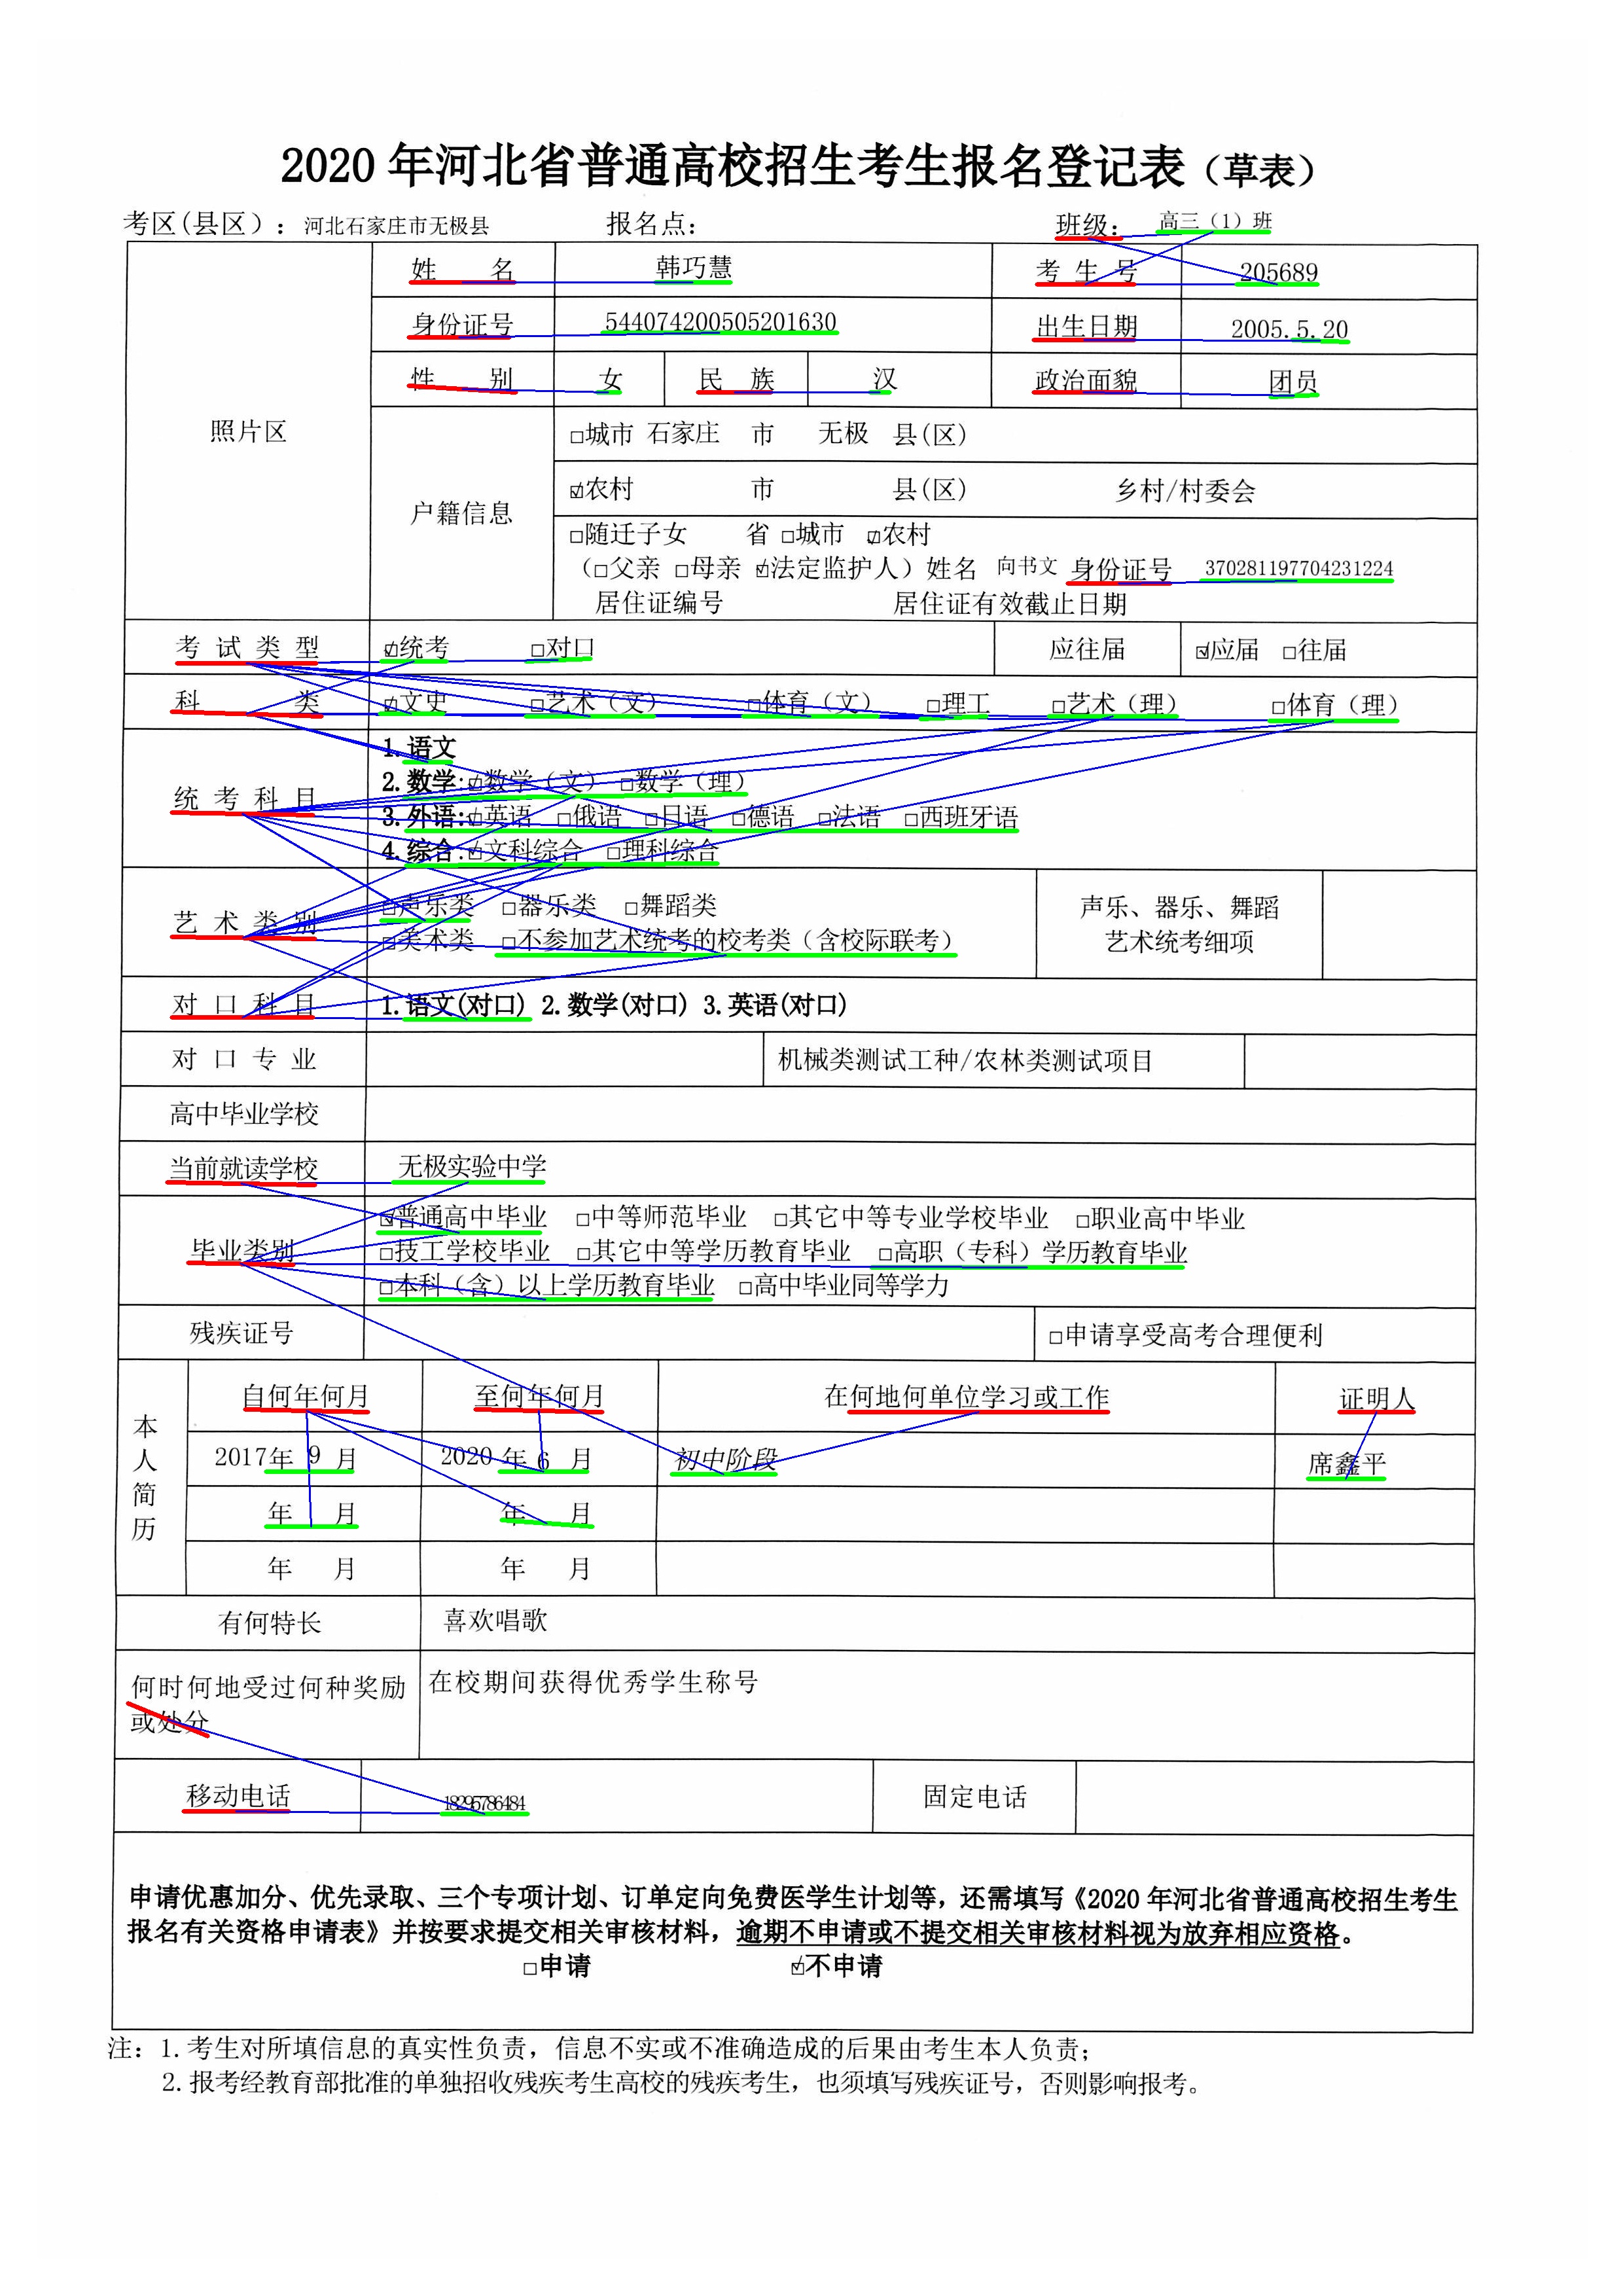 2020 年河北省普通高校招生考生报名登记表（草表）
考区(县区）：河北石家庄市无极县 报名点： 班级： 高三（1）班
照片区
姓 名 韩巧慧 考 生 号 205689
身份证号 544074200505201630 出生日期 2005.5.20
性 别 女 民 族 汉 政治面貌 团员
户籍信息
□城市 石家庄 市 无极 县(区)
☑农村 市 县(区) 乡村/村委会
□随迁子女 省 □城市 ☑农村
（□父亲 □母亲 ☑法定监护人）姓名 向书文 身份证号 370281197704231224
居住证编号 居住证有效截止日期
考 试 类 型 ☑统考 □对口 应往届 ☑应届 □往届
科 类 ☑文史 □艺术（文） □体育（文） □理工 □艺术（理） □体育（理）
统 考 科 目
1.语文
2.数学:☑数学（文） □数学（理）
3.外语:☑英语 □俄语 □日语 □德语 □法语 □西班牙语
4.综合:☑文科综合 □理科综合
艺 术 类 别
□声乐类 □器乐类 □舞蹈类
□美术类 □不参加艺术统考的校考类（含校际联考）
声乐、器乐、舞蹈
艺术统考细项
对 口 科 目 1.语文(对口) 2.数学(对口) 3.英语(对口)
对 口 专 业 机械类测试工种/农林类测试项目
高中毕业学校
当前就读学校 无极实验中学
毕业类别
☑普通高中毕业 □中等师范毕业 □其它中等专业学校毕业 □职业高中毕业
□技工学校毕业 □其它中等学历教育毕业 □高职（专科）学历教育毕业
□本科（含）以上学历教育毕业 □高中毕业同等学力
残疾证号 □申请享受高考合理便利
本人简历
自何年何月 至何年何月 在何地何单位学习或工作 证明人
2017年 9 月 2020 年 6 月 初中阶段 席鑫平
年 月 年 月
年 月 年 月
有何特长 喜欢唱歌
何时何地受过何种奖励
或处分
在校期间获得优秀学生称号
移动电话 18295786484 固定电话
申请优惠加分、优先录取、三个专项计划、订单定向免费医学生计划等，还需填写《2020 年河北省普通高校招生考生
报名有关资格申请表》并按要求提交相关审核材料，逾期不申请或不提交相关审核材料视为放弃相应资格。
□申请 ☑不申请
注：1.考生对所填信息的真实性负责，信息不实或不准确造成的后果由考生本人负责；
2.报考经教育部批准的单独招收残疾考生高校的残疾考生，也须填写残疾证号，否则影响报考。